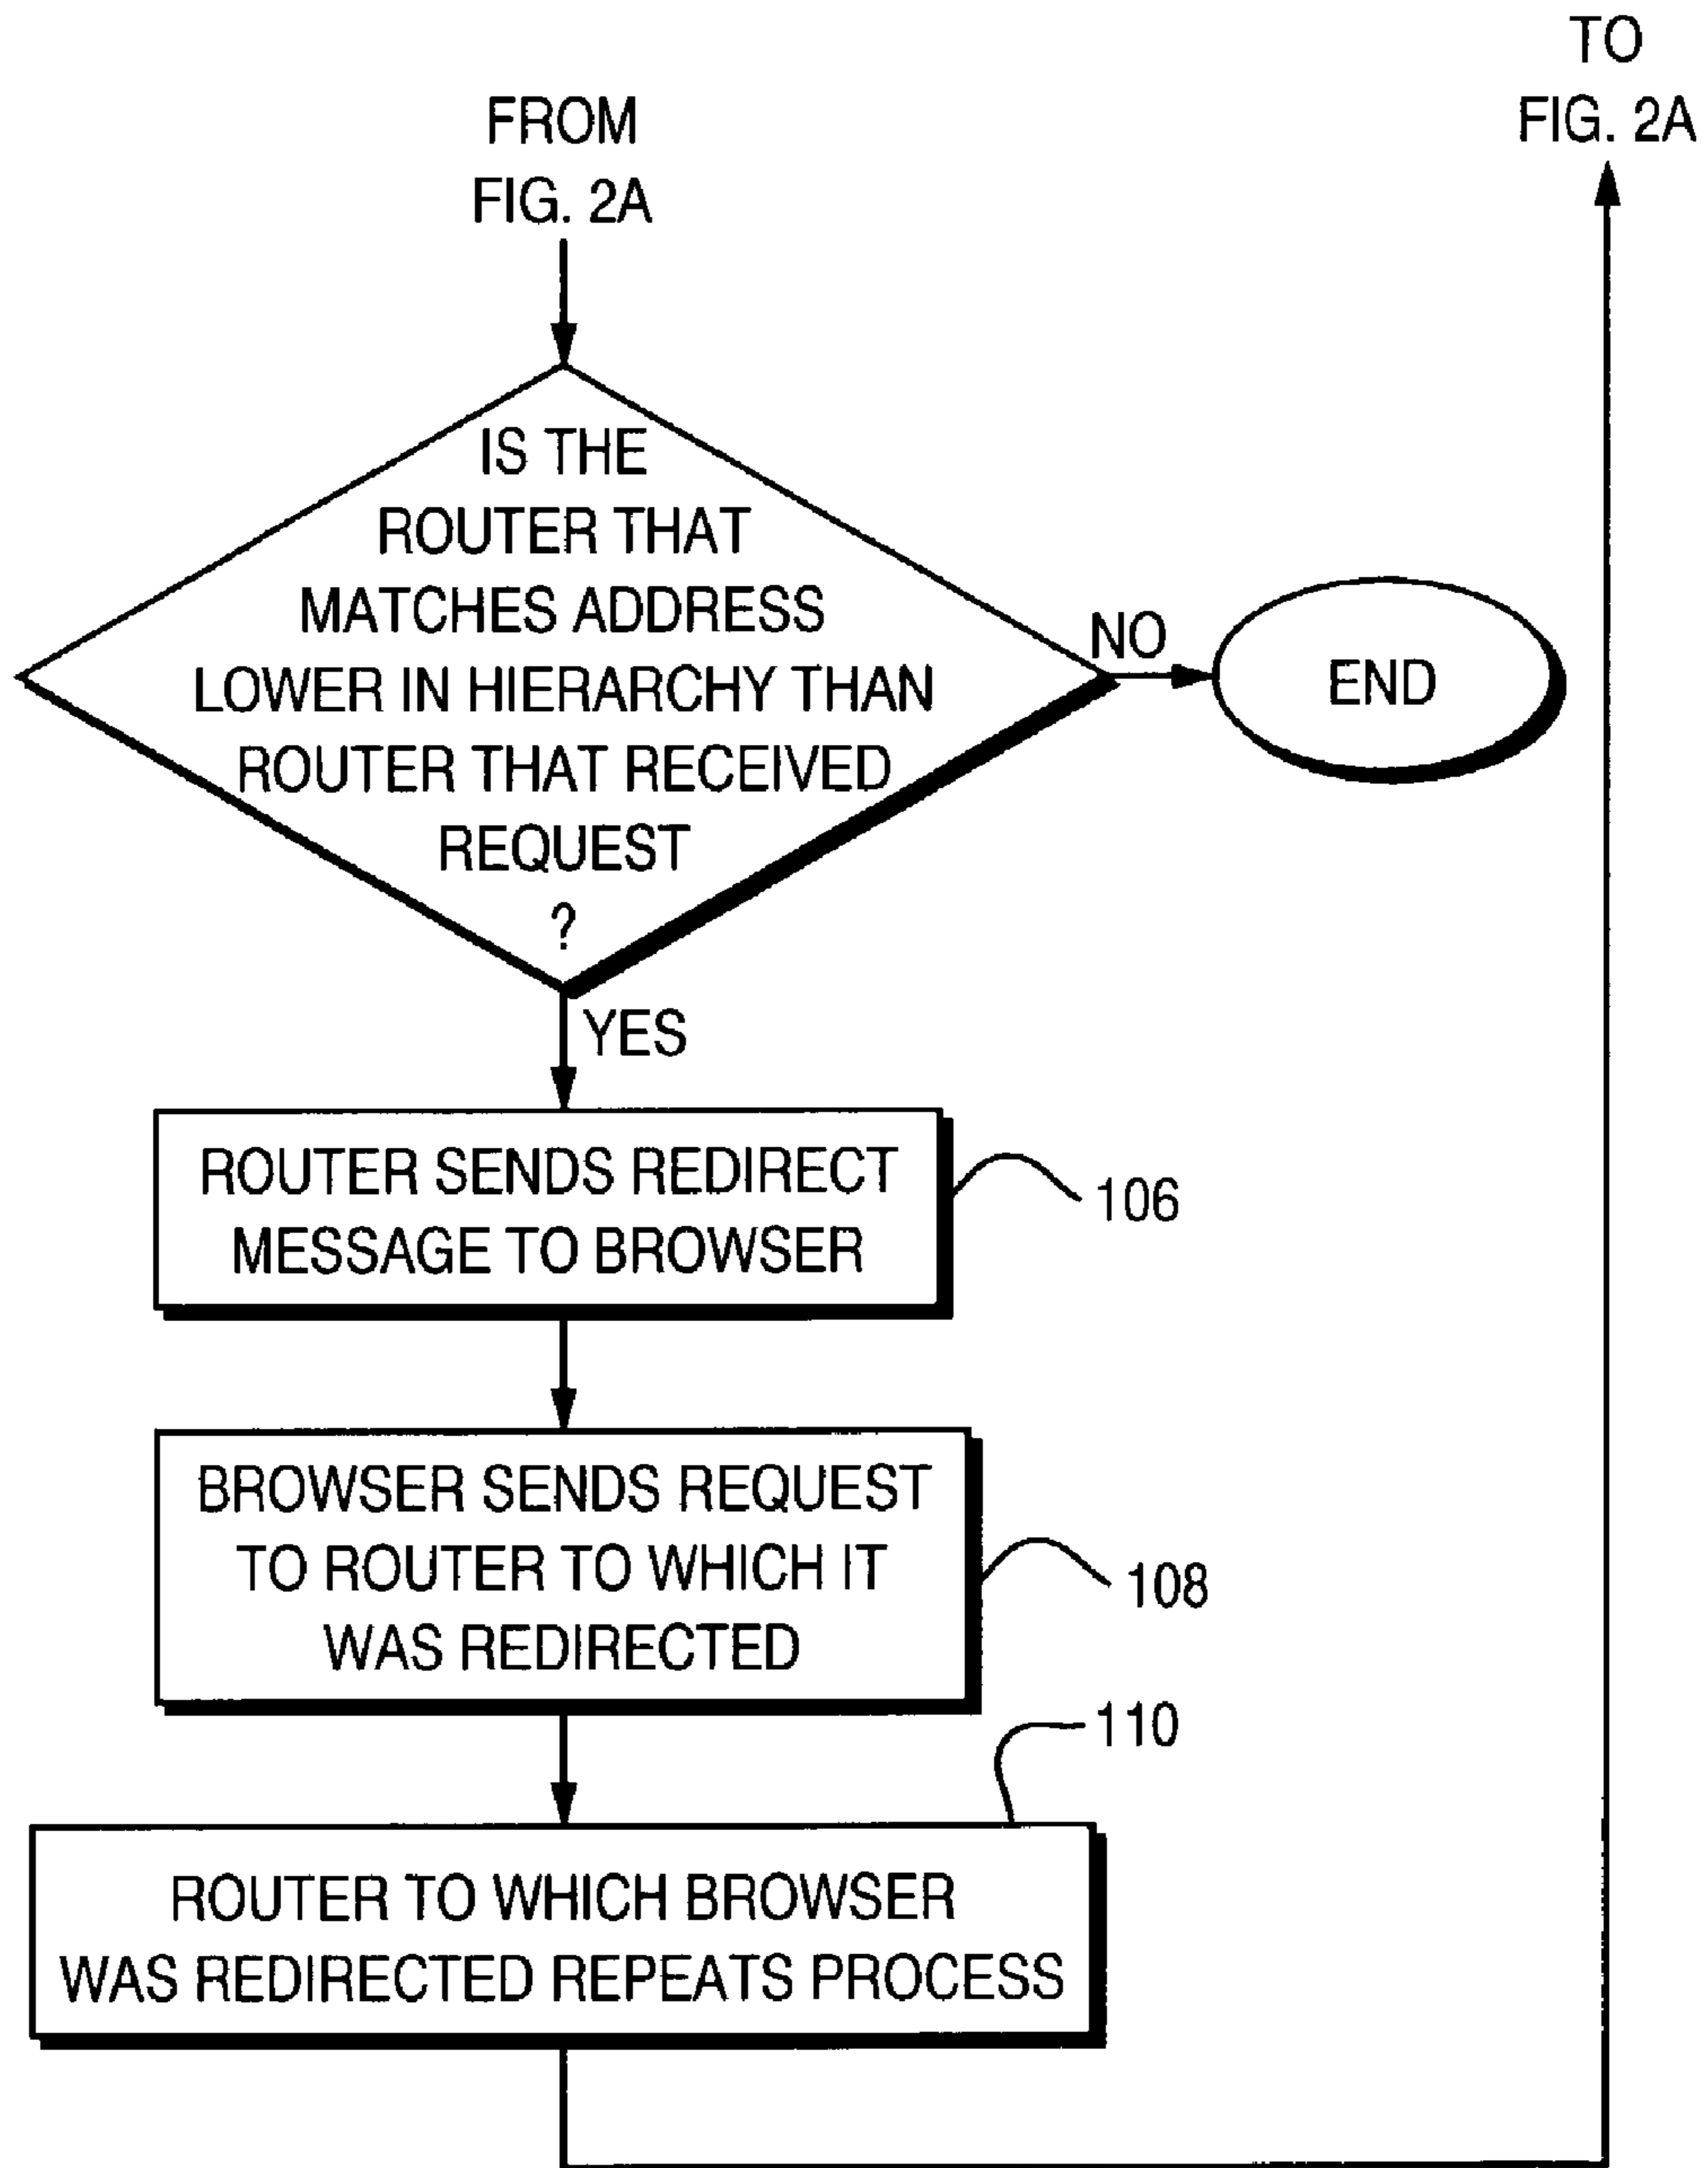 TO
FIG. 2A
FROM
FIG. 2A
IS THE
ROUTER THAT
MATCHES ADDRESS
LOWER IN HIERARCHY THAN
ROUTER THAT RECEIVED
REQUEST
?
NO
END
YES
ROUTER SENDS REDIRECT
MESSAGE TO BROWSER
106
BROWSER SENDS REQUEST
TO ROUTER TO WHICH IT
WAS REDIRECTED
108
110
ROUTER TO WHICH BROWSER
WAS REDIRECTED REPEATS PROCESS